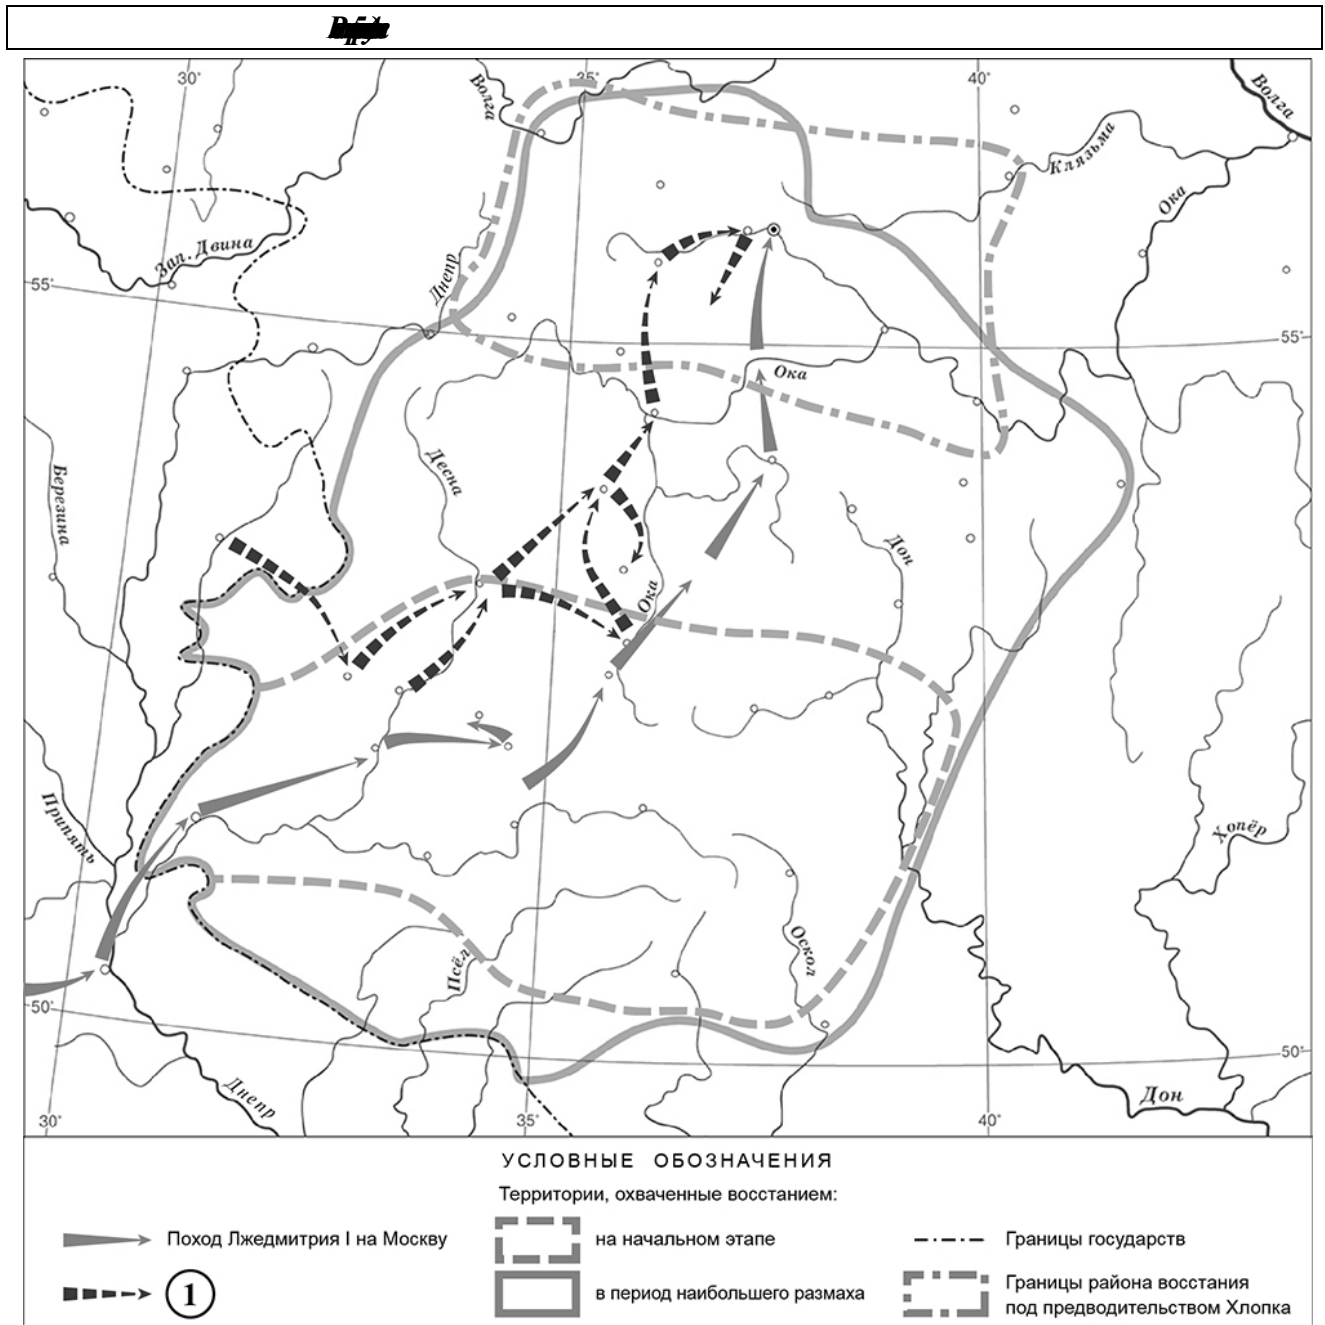 30°
35°
40°
Волга
Волга
Клязьма
Ока
Зап. Двина
Днепр
55°
55°
Ока
Десна
Березина
Дон
Ока
Припять
Хопёр
Оскол
Псёл
50°
50°
Днепр
Дон
30°
35°
40°
УСЛОВНЫЕ ОБОЗНАЧЕНИЯ
Территории, охваченные восстанием:
Поход Лжедмитрия I на Москву
на начальном этапе
Границы государств
1
в период наибольшего размаха
Границы района восстания
под предводительством Хлопка